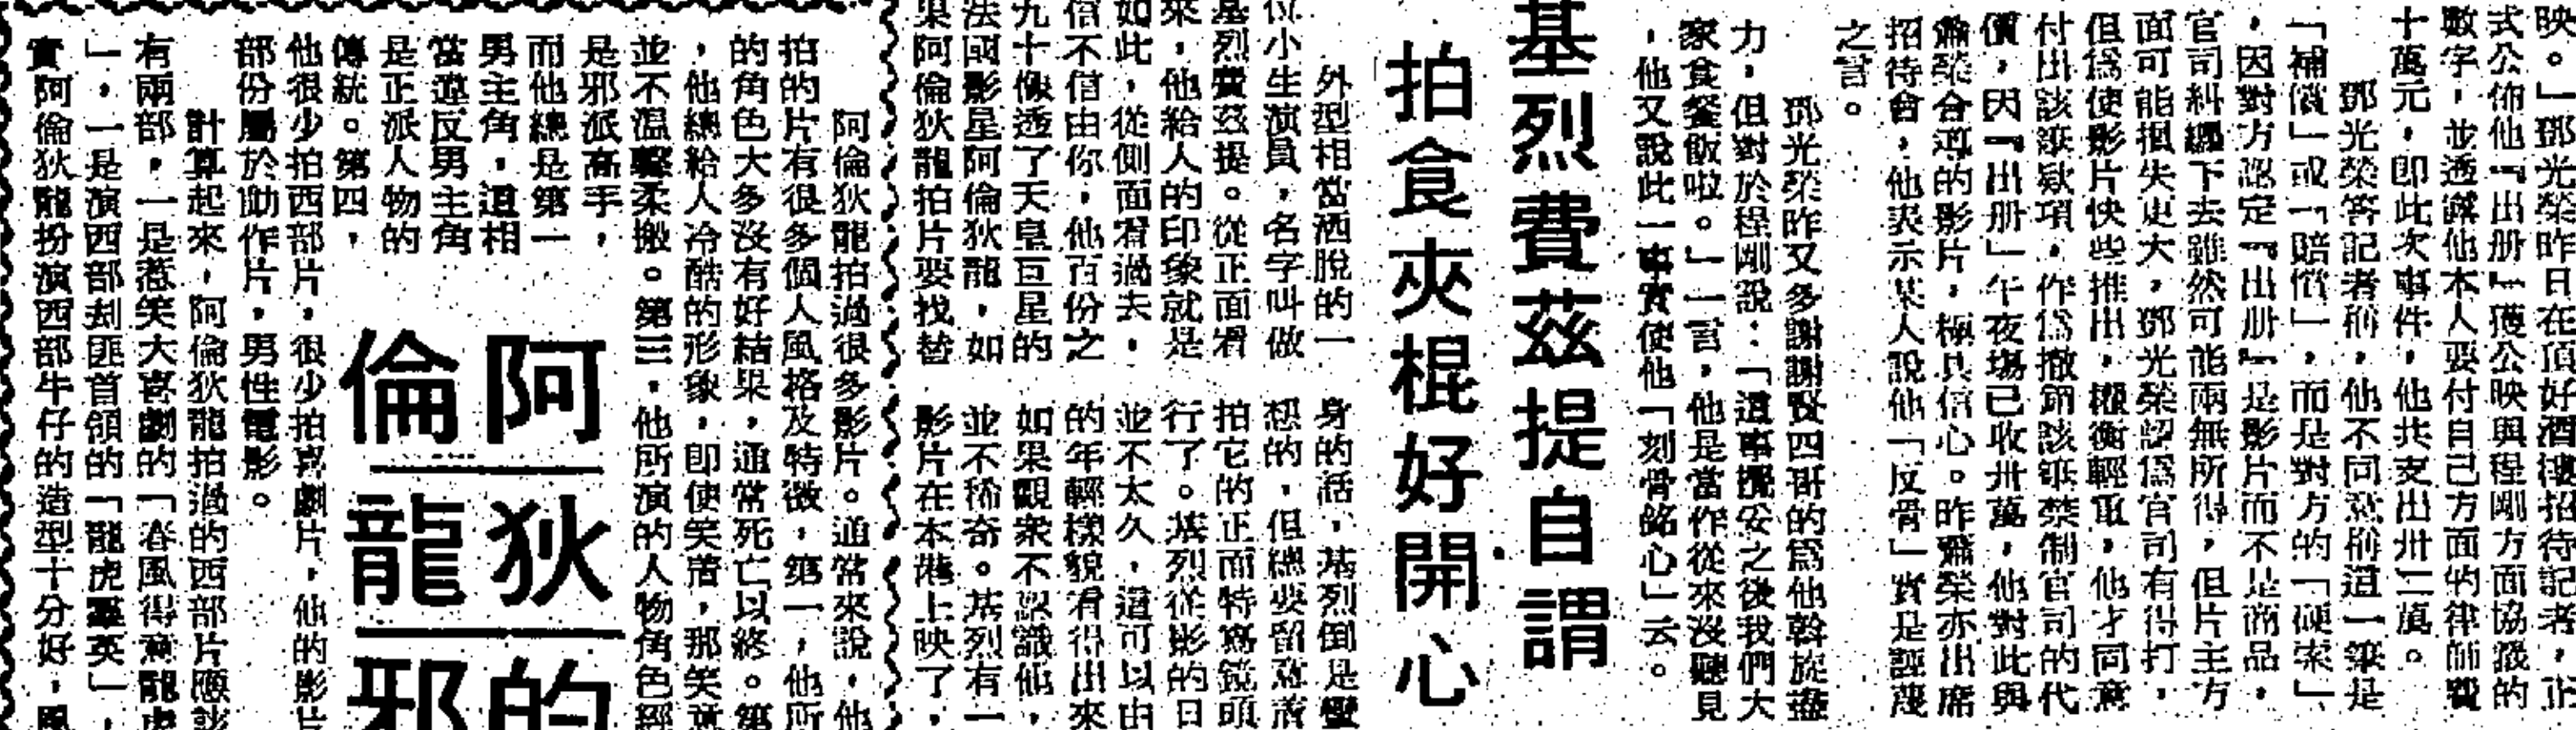 映。」鄧光榮昨日在頂好酒樓招待記者，正
式公佈他『出册』獲公映與程剛方面協議的
數字，並透露他本人要付自己方面的律師費
十萬元，即此次事件，他共支出卅二萬。
鄧光榮答記者稱，他不同意稱這一筆是
「補償」或「賠償」，而是對方的「硬索」、
，因對方認定『出册』是影片而不是商品，
官司糾纏下去雖然可能兩無所得，但片主方
面可能損失更大，鄧光榮認爲官司有得打，
但爲使影片快些推出，權衡輕重，他才同意
付出該筆欵項，作爲撤銷該筆禁制官司的代
價，因『出册』午夜塲已收卅萬，他對此與
榮合導的影片，極具信心。昨榮亦出席
招待會，他表示某人說他「反骨」實是誣蔑
之言。
鄧光榮昨又多謝謝賢四哥的爲他斡旋盡
力，但對於程剛說：「這事攪妥之後我們大
家食餐飯啦。」一言，他是當作從來沒聽見
，他又說此一事實使他「刻骨銘心」云。
基烈費茲提自謂
拍食夾棍好開心
外型相當洒脫的一
位小生演員，名字叫做
基烈費茲提。從正面看
來，他給人的印象就是
如此，從側面看過去，
信不信由你，他百份之
九十像透了天皇巨星的
法國影星阿倫狄龍，如
果阿倫狄龍拍片要找替
身的話，基烈倒是蠻
想的，但總要留意着
拍它的正面特寫鏡頭
行了。基烈從影的日
並不太久，這可以由
的年輕樣貌看得出來
如果觀衆不認識他，
並不稀奇。基烈有一
影片在本港上映了，
阿倫狄龍的邪
阿倫狄龍拍過很多影片。通常來說，他
拍的片有很多個人風格及特徵，第一，他所
的角色大多沒有好結果，通常死亡以終。第
，他總給人冷酷的形象，即使笑着，那笑意
並不溫馨柔揪。第三，他所演的人物角色經
是邪派高手，
而他總是第一
男主角，這相
當違反男主角
是正派人物的
傳統。第四，
他很少拍西部片，很少拍喜劇片，他的影片
部份屬於動作片，男性電影。
計算起來，阿倫狄龍拍過的西部片應該
有兩部，一是惹笑大喜劇的「春風得意龍虎
」，一是演西部刦匪首領的「龍虎羣英」，
實阿倫狄龍扮演西部牛仔的造型十分好，風